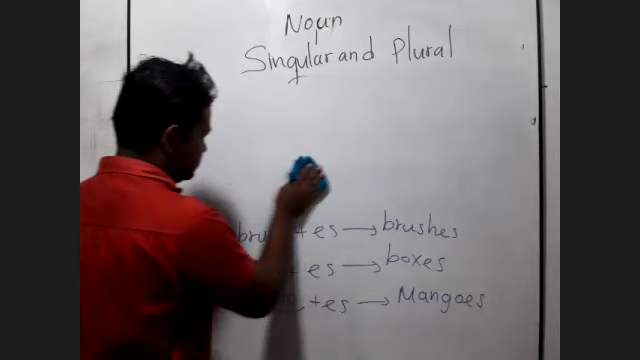 Noun
Singular and Plural
bru + es → brushes
+ es → boxes
+es → Mangoes